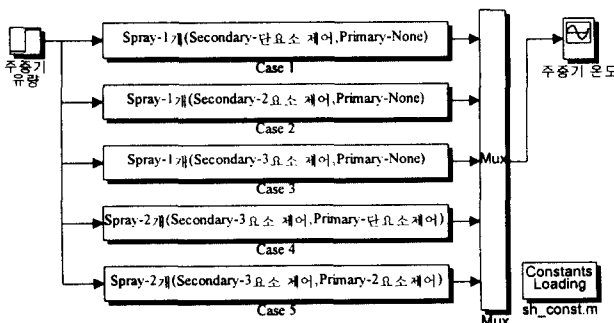 주중기
유량
Spray-1개(Secondary-단요소 제어,Primary-None)
Case 1
Spray-1개(Secondary-2요소 제어,Primary-None)
Case 2
Spray-1개(Secondary-3요소 제어,Primary-None)
Case 3
Spray-2개(Secondary-3요소 제어,Primary-단요소제어)
Case 4
Spray-2개(Secondary-3요소 제어,Primary-2요소제어)
Case 5
Mux
Mux
주중기 온도
Constants
Loading
sh_const.m